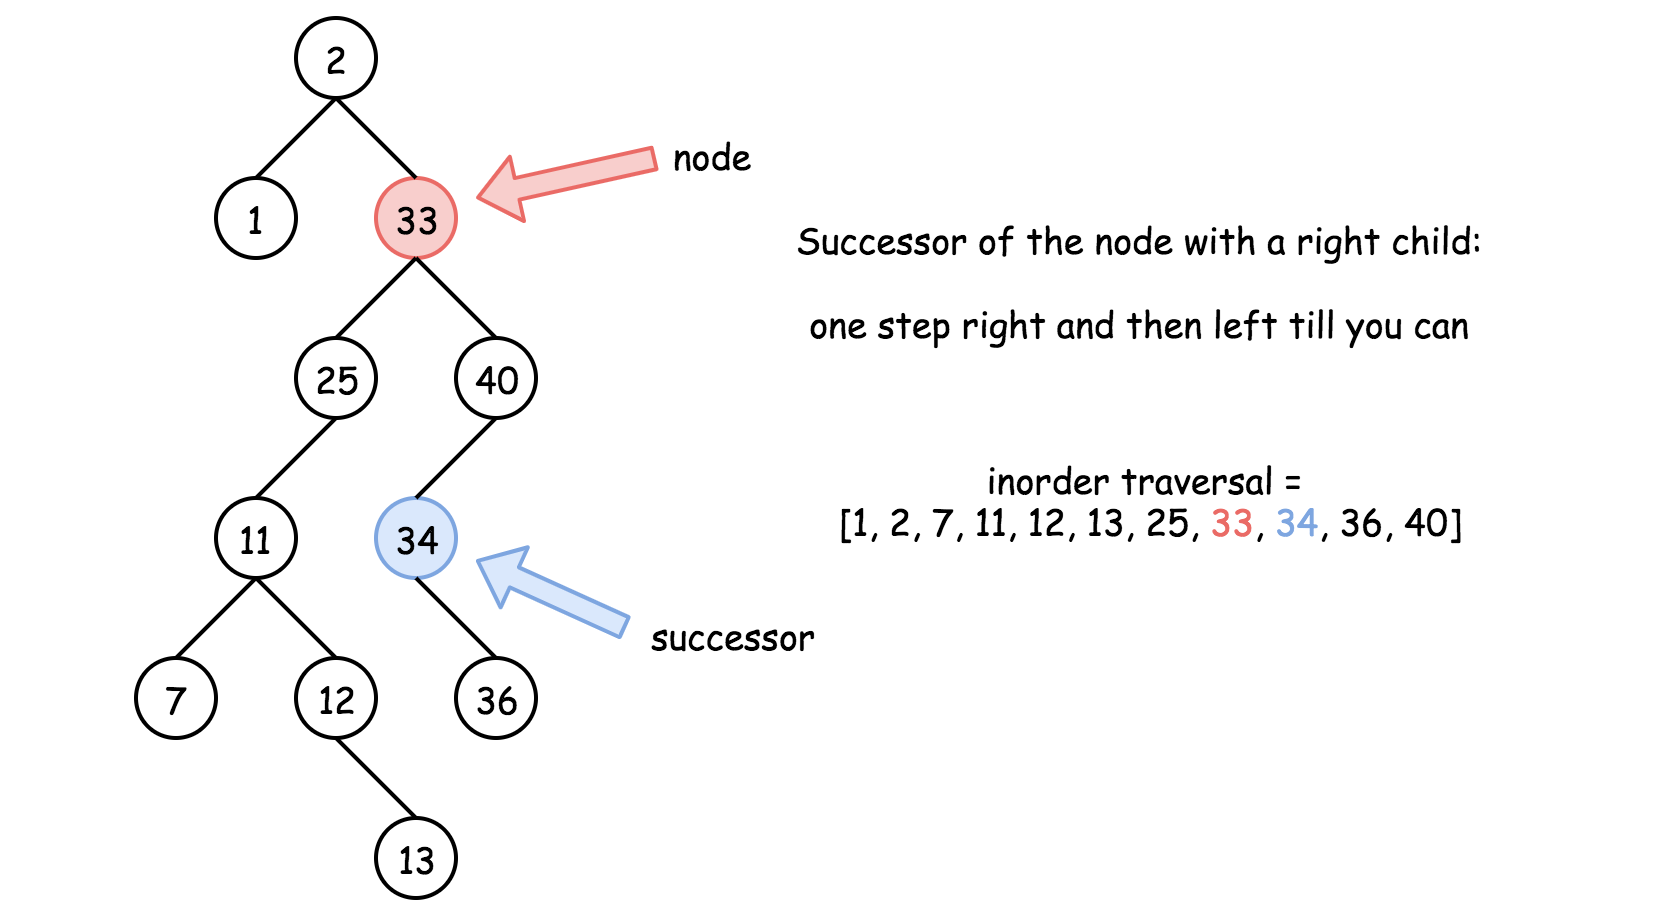 2
node
1
33
Successor of the node with a right child:
one step right and then left till you can
25
40
inorder traversal =
[1, 2, 7, 11, 12, 13, 25, 33, 34, 36, 40]
11
34
successor
7
12
36
13